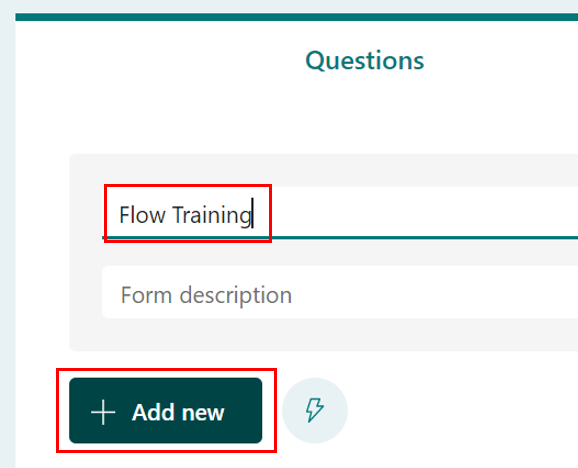 Questions
Flow Training
Form description
Add new